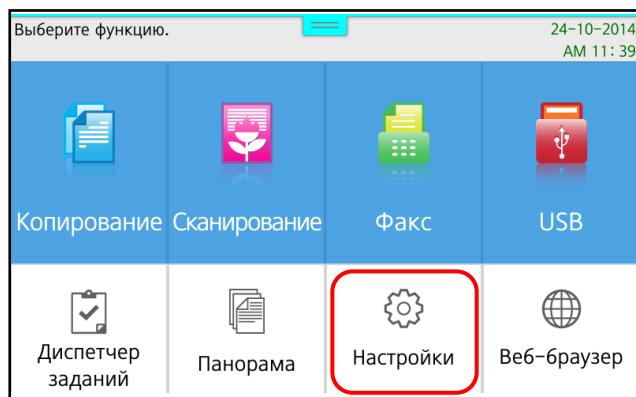 Выберите функцию.
24-10-2014
AM 11:39
Копирование
Сканирование
Факс
USB
Диспетчер
заданий
Панорама
Настройки
Веб-браузер